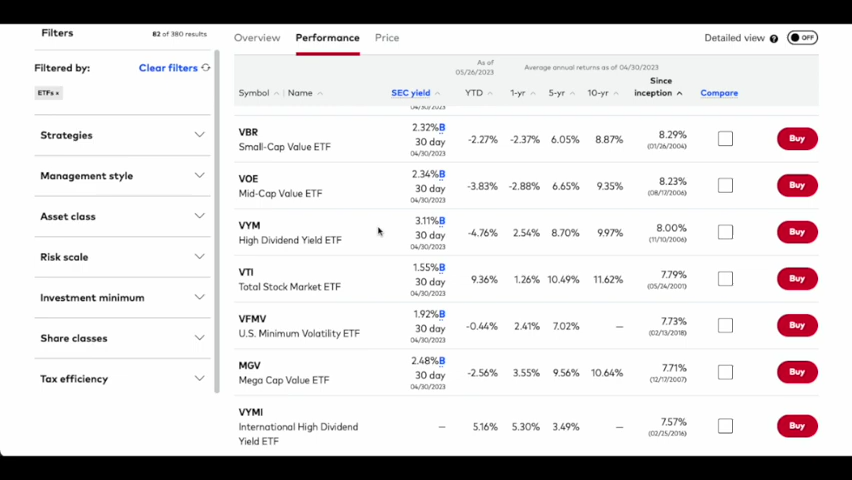 Filters
82 of 380 results
Overview
Performance
Price
Detailed view
OFF
Filtered by:
Clear filters
ETFs ×
Strategies
Management style
Asset class
Risk scale
Investment minimum
Share classes
Tax efficiency
As of
05/26/2023
Average annual returns as of 04/30/2023
Symbol | Name
SEC yield
YTD
1-yr
5-yr
10-yr
Since
inception
Compare
04/30/2023
VBR
Small-Cap Value ETF
2.32%B
30 day
04/30/2023
-2.27% -2.37% 6.05% 8.87%
8.29%
(01/26/2004)
Buy
VOE
Mid-Cap Value ETF
2.34%B
30 day
04/30/2023
-3.83% -2.88% 6.65% 9.35%
8.23%
(08/17/2006)
Buy
VYM
High Dividend Yield ETF
3.11%B
30 day
04/30/2023
-4.76% 2.54% 8.70% 9.97%
8.00%
(11/10/2006)
Buy
VTI
Total Stock Market ETF
1.55%B
30 day
04/30/2023
9.36% 1.26% 10.49% 11.62%
7.79%
(05/24/2001)
Buy
VFMV
U.S. Minimum Volatility ETF
1.92%B
30 day
04/30/2023
-0.44% 2.41% 7.02% —
7.73%
(02/13/2018)
Buy
MGV
Mega Cap Value ETF
2.48%B
30 day
04/30/2023
-2.56% 3.55% 9.56% 10.64%
7.71%
(12/17/2007)
Buy
VYMI
International High Dividend
Yield ETF
— 5.16% 5.30% 3.49% —
7.57%
(02/25/2016)
Buy